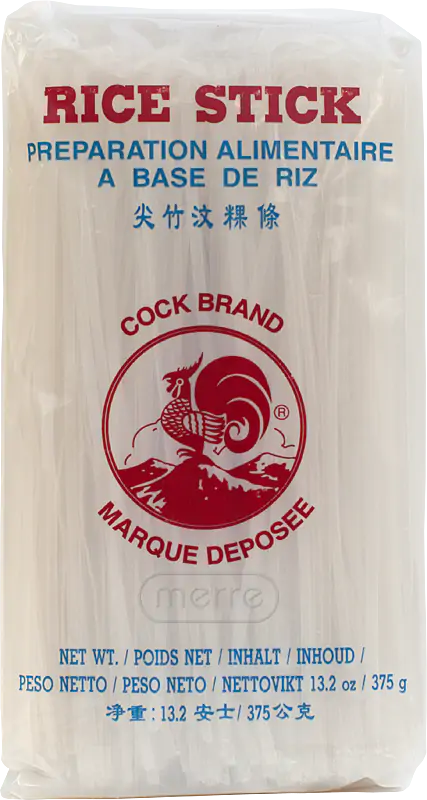 RICE STICK
PREPARATION ALIMENTAIRE
A BASE DE RIZ
尖竹汶粿條
COCK BRAND
®
MARQUE DEPOSEE
merre
NET WT. / POIDS NET / INHALT / INHOUD /
PESO NETTO / PESO NETO / NETTOVIKT 13.2 oz / 375 g
净重: 13.2 安士/ 375公克